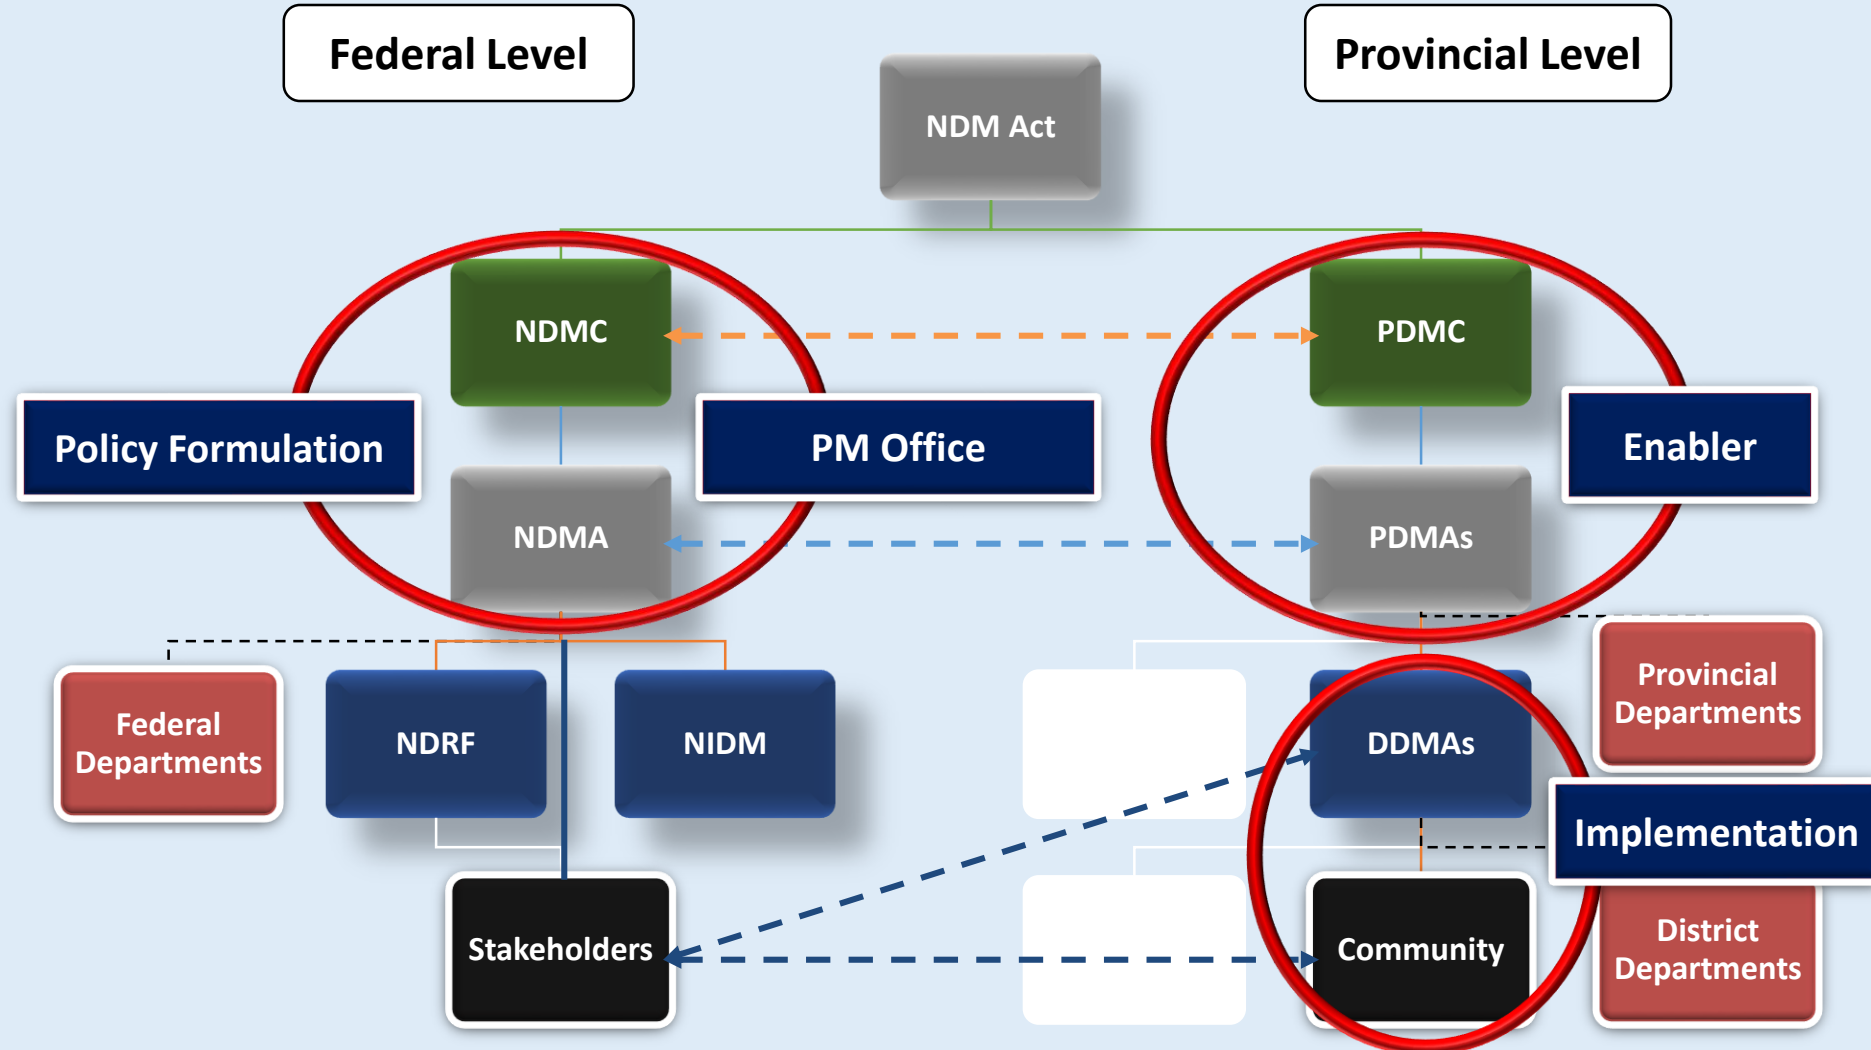 Federal Level
Provincial Level
NDM Act
NDMC
PDMC
Policy Formulation
PM Office
Enabler
NDMA
PDMAs
Federal
Departments
NDRF
NIDM
DDMAs
Provincial
Departments
Implementation
Stakeholders
Community
District
Departments